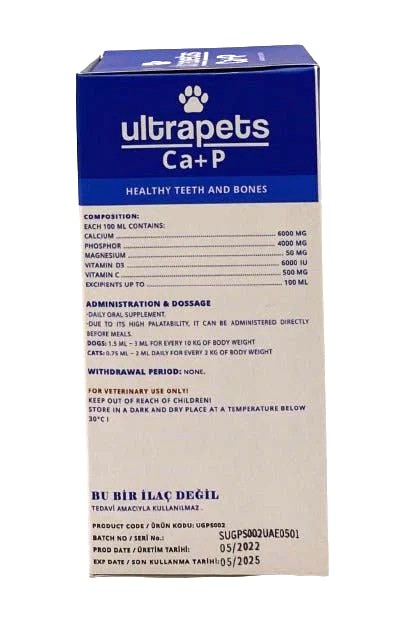 ultrapets
Ca+P
ultrapets
Ca+P
HEALTHY TEETH AND BONES
COMPOSITION:
EACH 100 ML CONTAINS:
CALCIUM ........ 6000 MG
PHOSPHOR ........ 4000 MG
MAGNESIUM ........ 50 MG
VITAMIN D3 ........ 6000 IU
VITAMIN C ........ 500 MG
EXCIPIENTS UP TO ........ 100 ML
ADMINISTRATION & DOSSAGE
-DAILY ORAL SUPPLEMENT.
-DUE TO ITS HIGH PALATABILITY, IT CAN BE ADMINISTERED DIRECTLY
BEFORE MEALS.
DOGS: 1.5 ML – 3 ML FOR EVERY 10 KG OF BODY WEIGHT
CATS: 0.75 ML – 2 ML DAILY FOR EVERY 2 KG OF BODY WEIGHT
WITHDRAWAL PERIOD: NONE.
FOR VETERINARY USE ONLY!
KEEP OUT OF REACH OF CHILDREN!
STORE IN A DARK AND DRY PLACE AT A TEMPERATURE BELOW
30°C !
BU BİR İLAÇ DEĞİL
TEDAVİ AMACIYLA KULLANILMAZ .
PRODUCT CODE / ÜRÜN KODU: UGPS002
BATCH NO / SERİ No.: SUGPS002UAE0501
PROD DATE / ÜRETİM TARİHİ: 05/2022
EXP DATE / SON KULLANMA TARİHİ: 05/2025